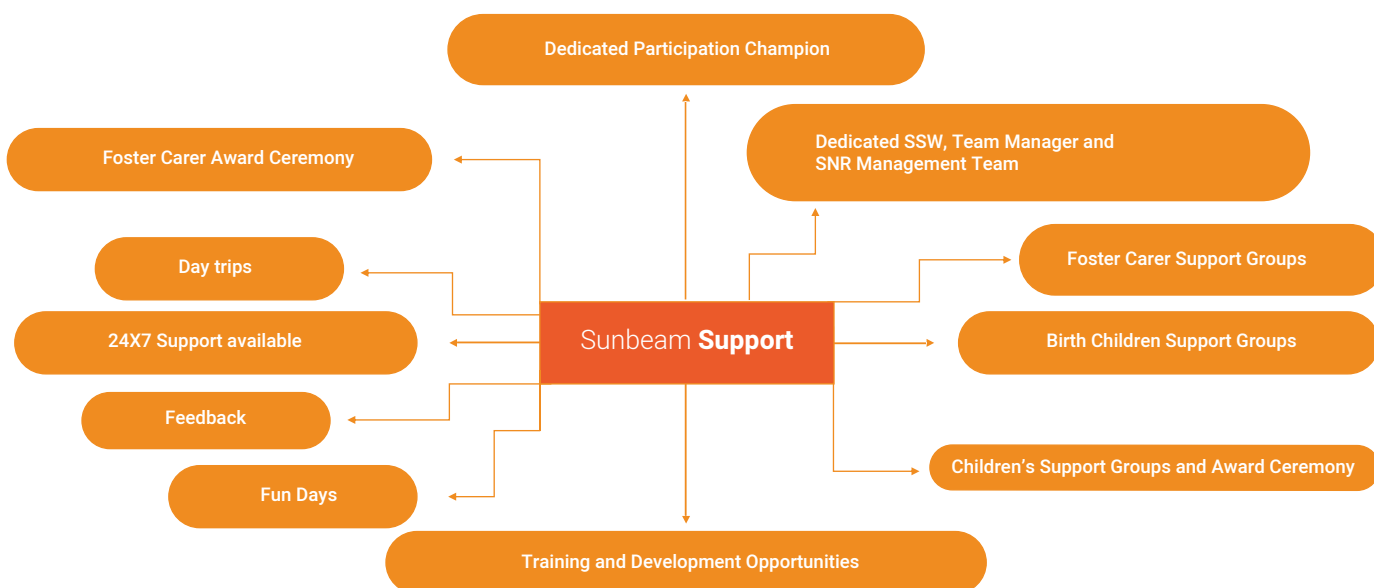 Dedicated Participation Champion
Dedicated SSW, Team Manager and
SNR Management Team
Foster Carer Award Ceremony
Foster Carer Support Groups
Day trips
24X7 Support available
Sunbeam Support
Birth Children Support Groups
Feedback
Children’s Support Groups and Award Ceremony
Fun Days
Training and Development Opportunities